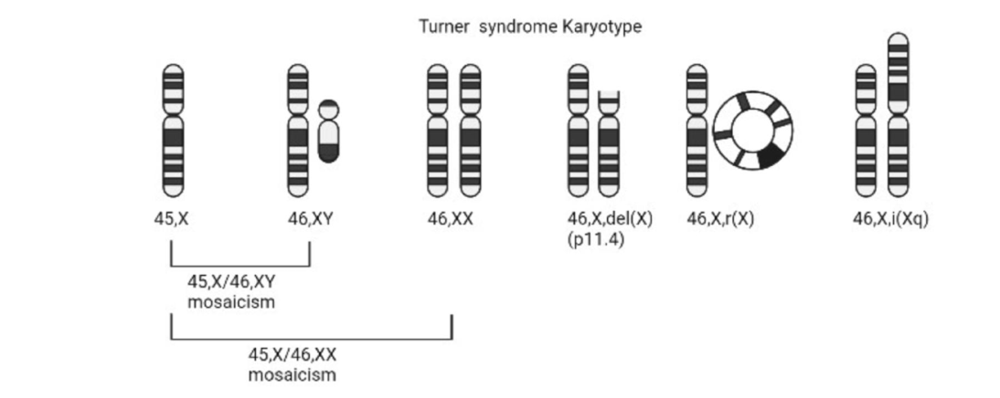 Turner syndrome Karyotype
45,X
46,XY
46,XX
46,X,del(X)
(p11.4)
46,X,r(X)
46,X,i(Xq)
45,X/46,XY
mosaicism
45,X/46,XX
mosaicism